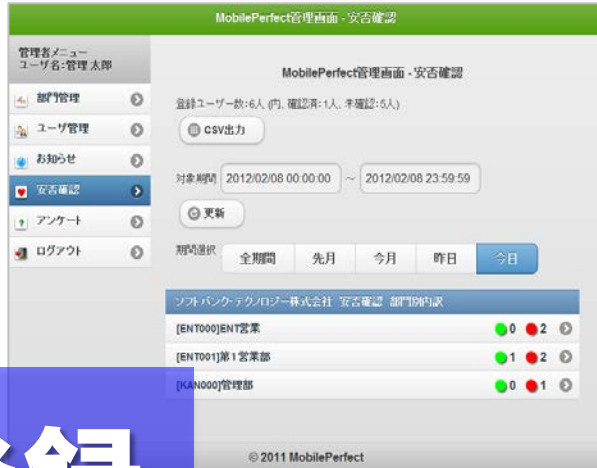 MobilePerfect管理画面 - 安否確認
管理者メニュー
ユーザ名:管理 太郎
部門管理
ユーザ管理
お知らせ
安否確認
アンケート
ログアウト
MobilePerfect管理画面 - 安否確認
登録ユーザー数:6人 (内, 確認済:1人, 未確認:5人)
CSV出力
対象期間 2012/02/08 00:00:00 ~ 2012/02/08 23:59:59
更新
期間選択 全期間 先月 今月 昨日 今日
ソフトバンク・テクノロジー株式会社 安否確認 部門別内訳
[ENT000]ENT営業 0 2
[ENT001]第1営業部 1 2
[KAN000]管理部 0 1
© 2011 MobilePerfect